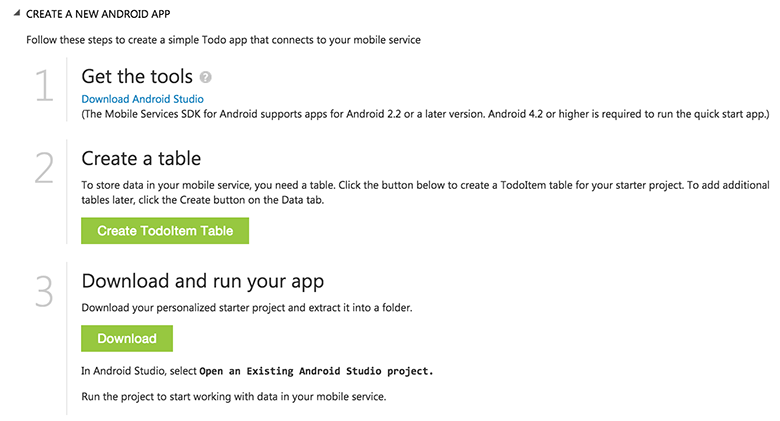 CREATE A NEW ANDROID APP
Follow these steps to create a simple Todo app that connects to your mobile service
1
Get the tools ?
Download Android Studio
(The Mobile Services SDK for Android supports apps for Android 2.2 or a later version. Android 4.2 or higher is required to run the quick start app.)
2
Create a table
To store data in your mobile service, you need a table. Click the button below to create a TodoItem table for your starter project. To add additional
tables later, click the Create button on the Data tab.
Create TodoItem Table
3
Download and run your app
Download your personalized starter project and extract it into a folder.
Download
In Android Studio, select Open an Existing Android Studio project.
Run the project to start working with data in your mobile service.